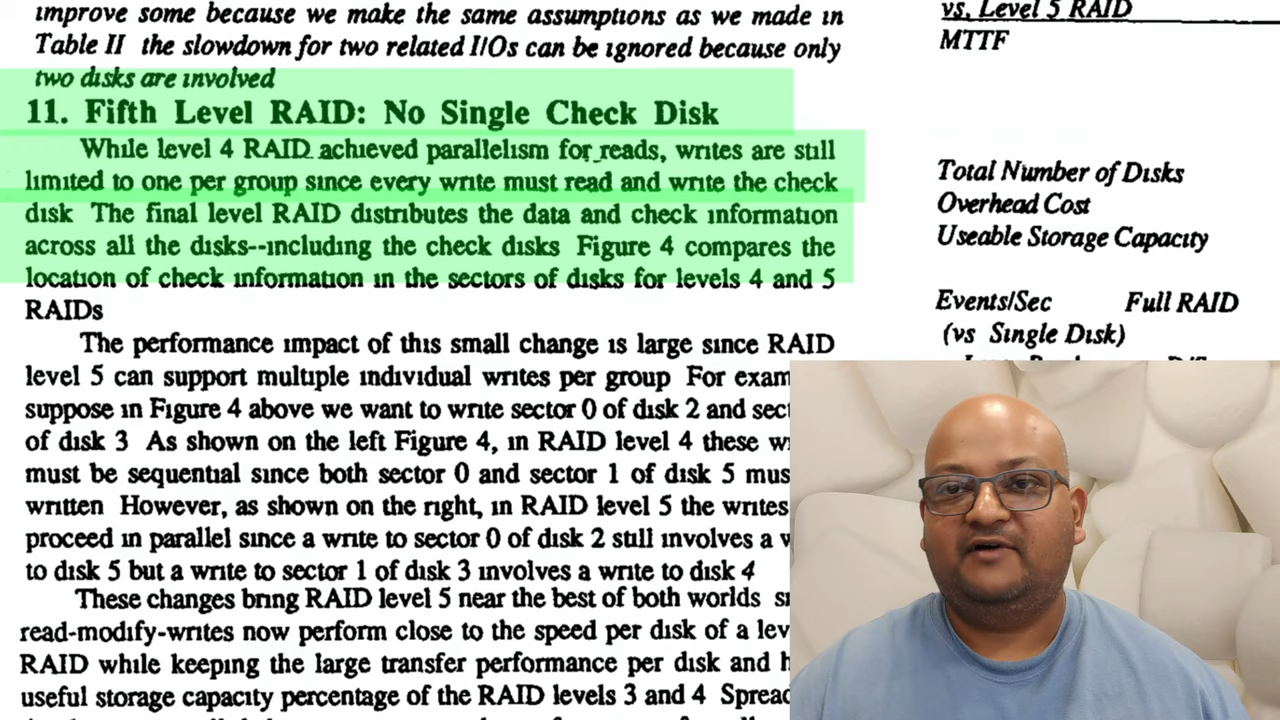 improve some because we make the same assumptions as we made in
Table II the slowdown for two related I/Os can be ignored because only
two disks are involved
11. Fifth Level RAID: No Single Check Disk
While level 4 RAID achieved parallelism for reads, writes are still
limited to one per group since every write must read and write the check
disk The final level RAID distributes the data and check information
across all the disks--including the check disks Figure 4 compares the
location of check information in the sectors of disks for levels 4 and 5
RAIDs
The performance impact of this small change is large since RAID
level 5 can support multiple individual writes per group For exam
suppose in Figure 4 above we want to write sector 0 of disk 2 and sec
of disk 3 As shown on the left Figure 4, in RAID level 4 these w
must be sequential since both sector 0 and sector 1 of disk 5 mus
written However, as shown on the right, in RAID level 5 the writes
proceed in parallel since a write to sector 0 of disk 2 still involves a w
to disk 5 but a write to sector 1 of disk 3 involves a write to disk 4
These changes bring RAID level 5 near the best of both worlds
read-modify-writes now perform close to the speed per disk of a lev
RAID while keeping the large transfer performance per disk and h
useful storage capacity percentage of the RAID levels 3 and 4 Spread
vs, Level 5 RAID
MTTF
Total Number of Disks
Overhead Cost
Useable Storage Capacity
Events/Sec Full RAID
(vs Single Disk)